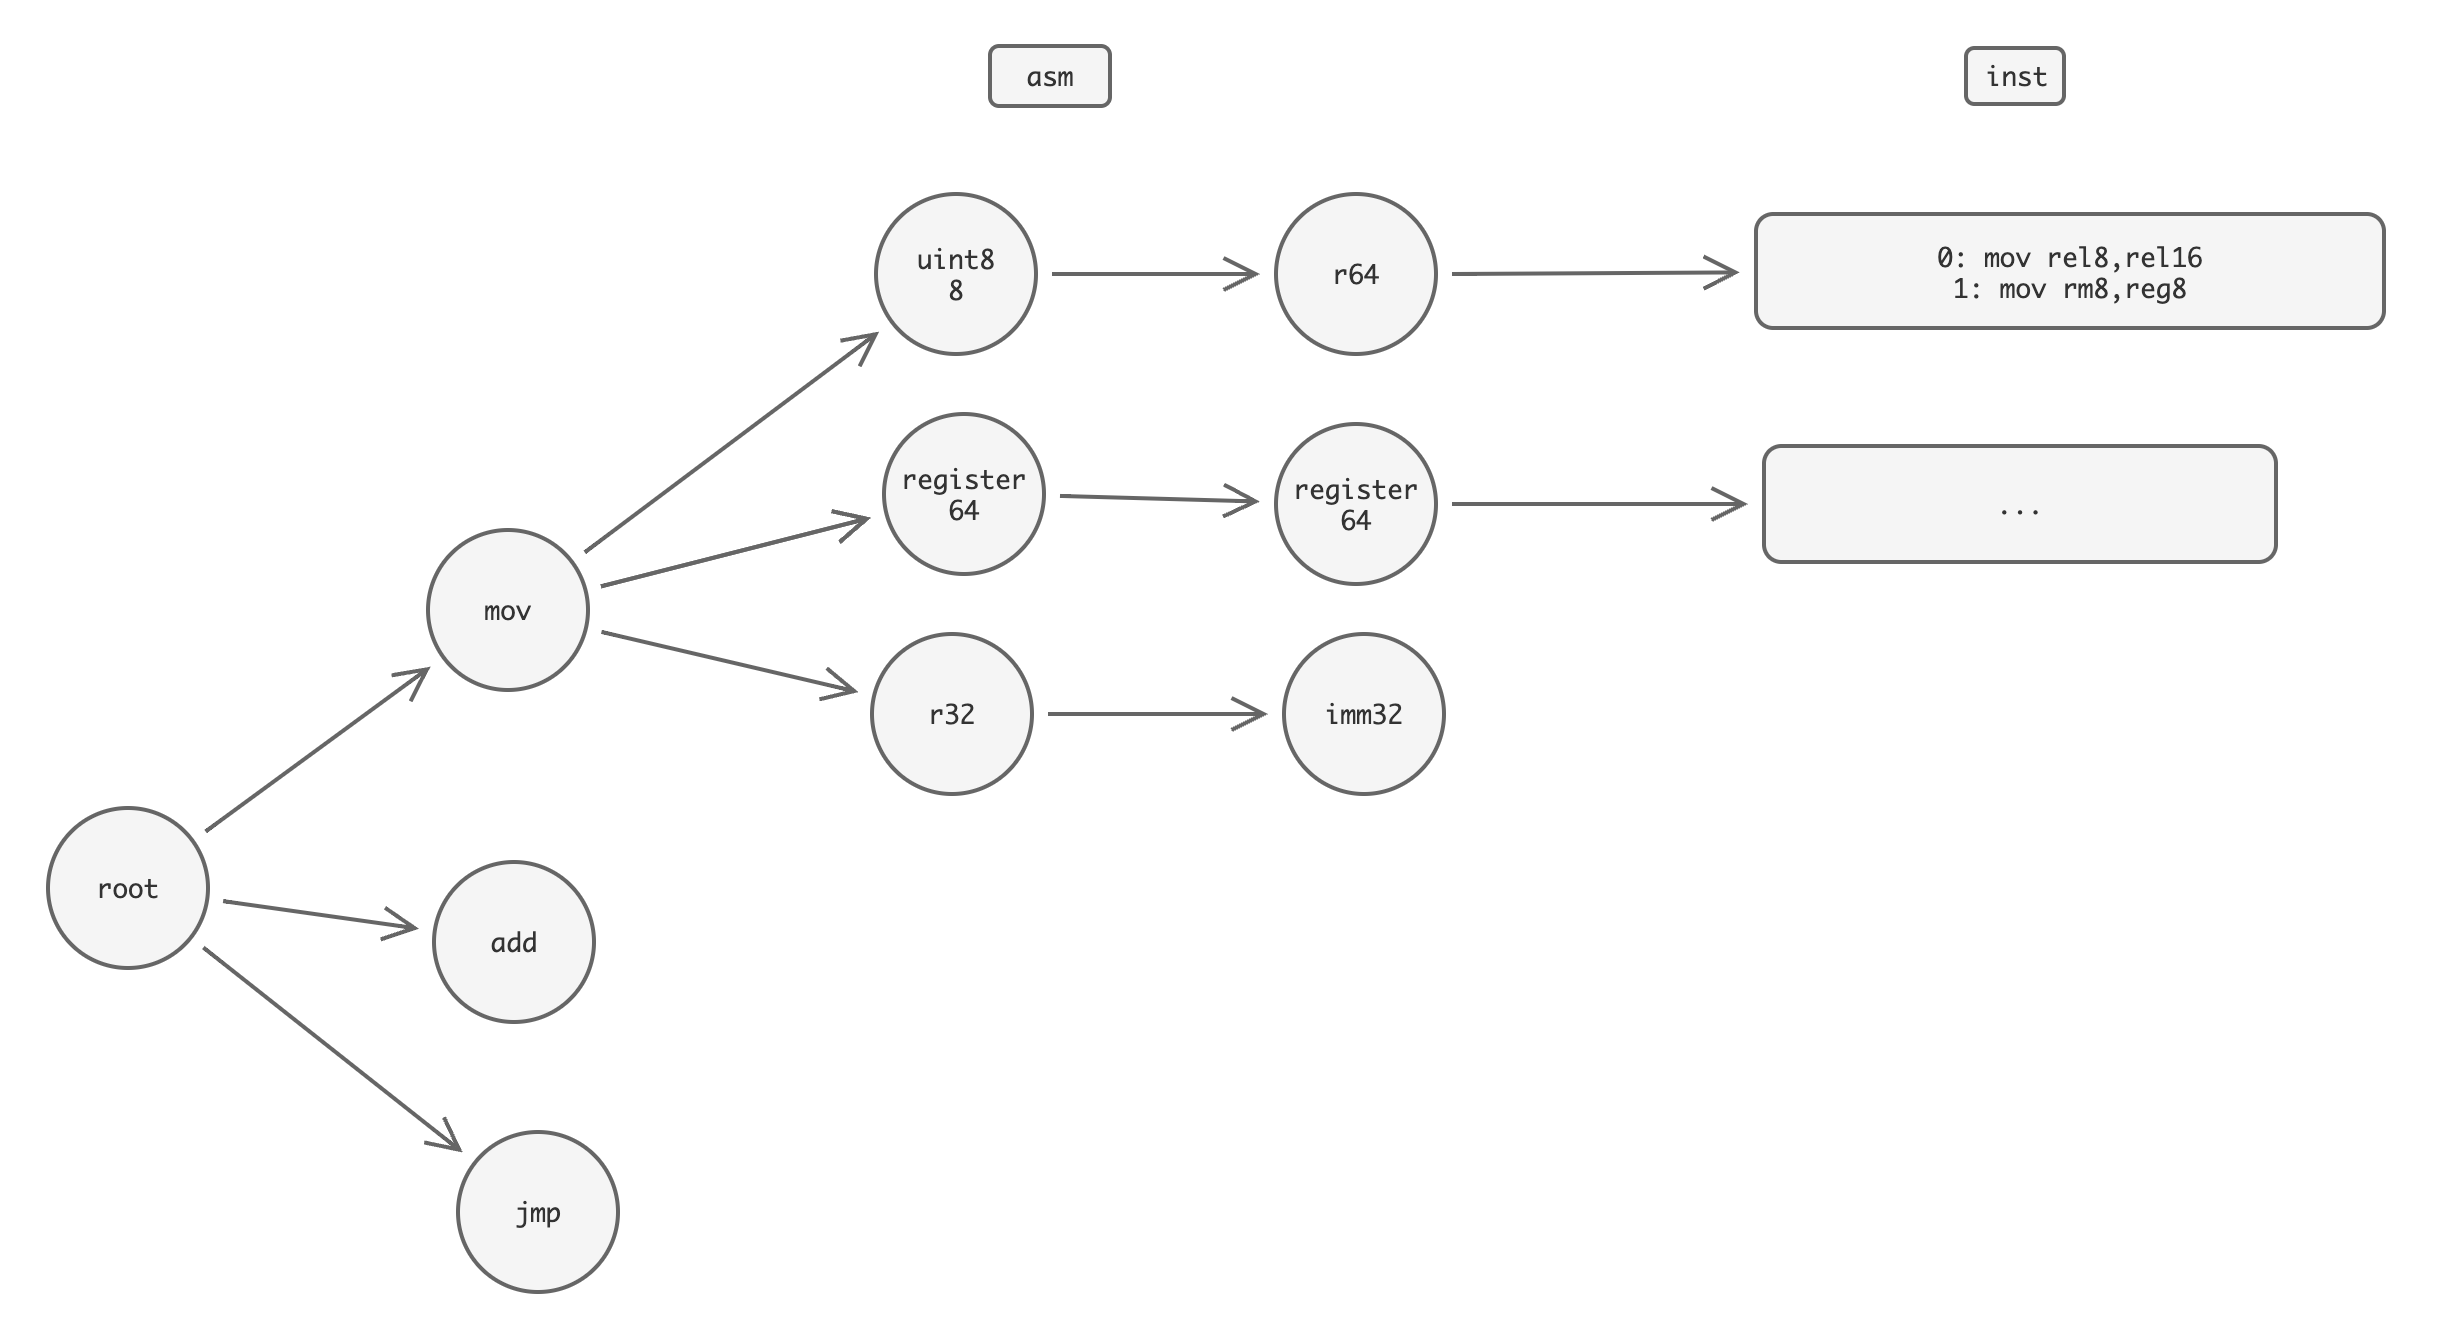 asm
inst
uint8
8
r64
0: mov rel8,rel16
1: mov rm8,reg8
register
64
register
64
...
mov
r32
imm32
root
add
jmp